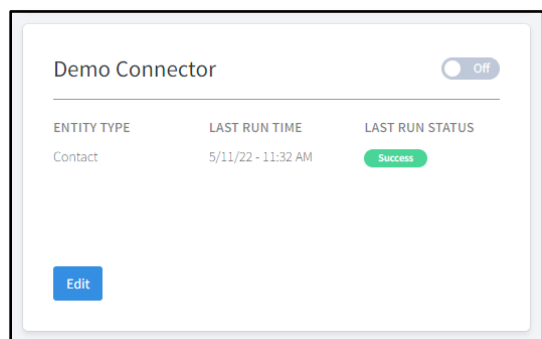 Demo Connector Off
ENTITY TYPE LAST RUN TIME LAST RUN STATUS
Contact 5/11/22 - 11:32 AM Success
Edit